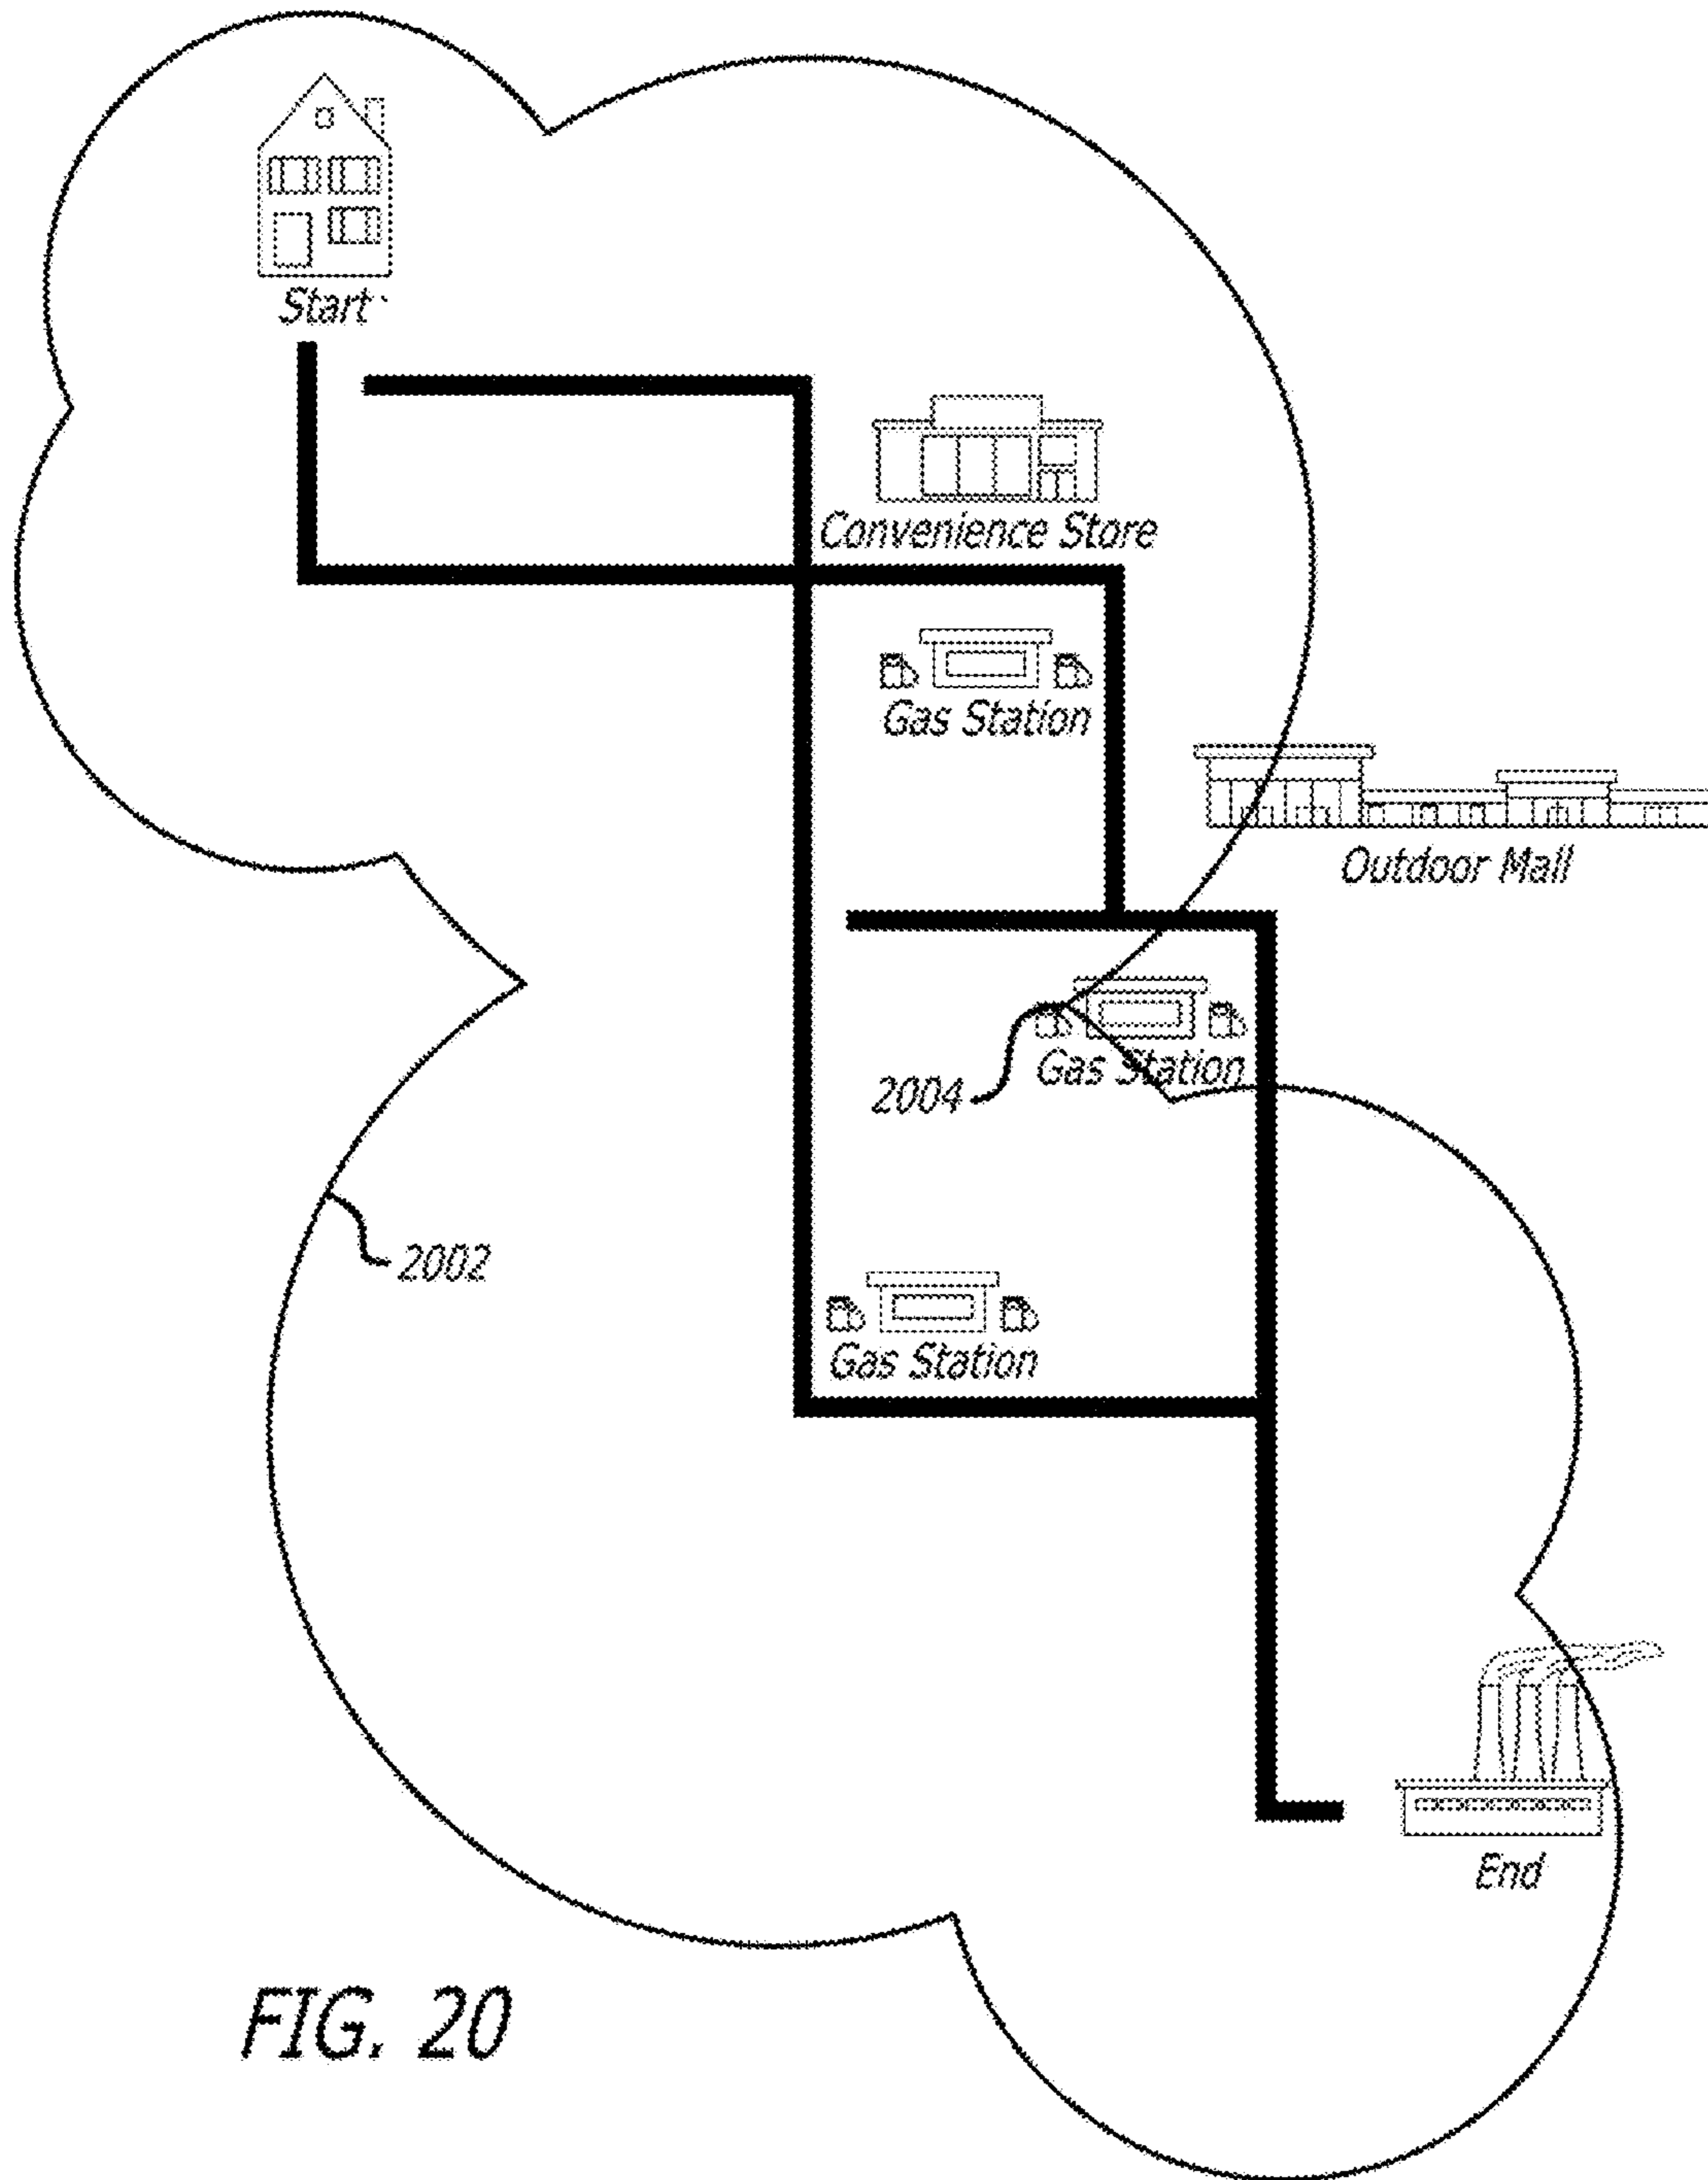 Start
Convenience Store
Gas Station
Outdoor Mall
Gas Station
2004
2002
Gas Station
End
FIG. 20